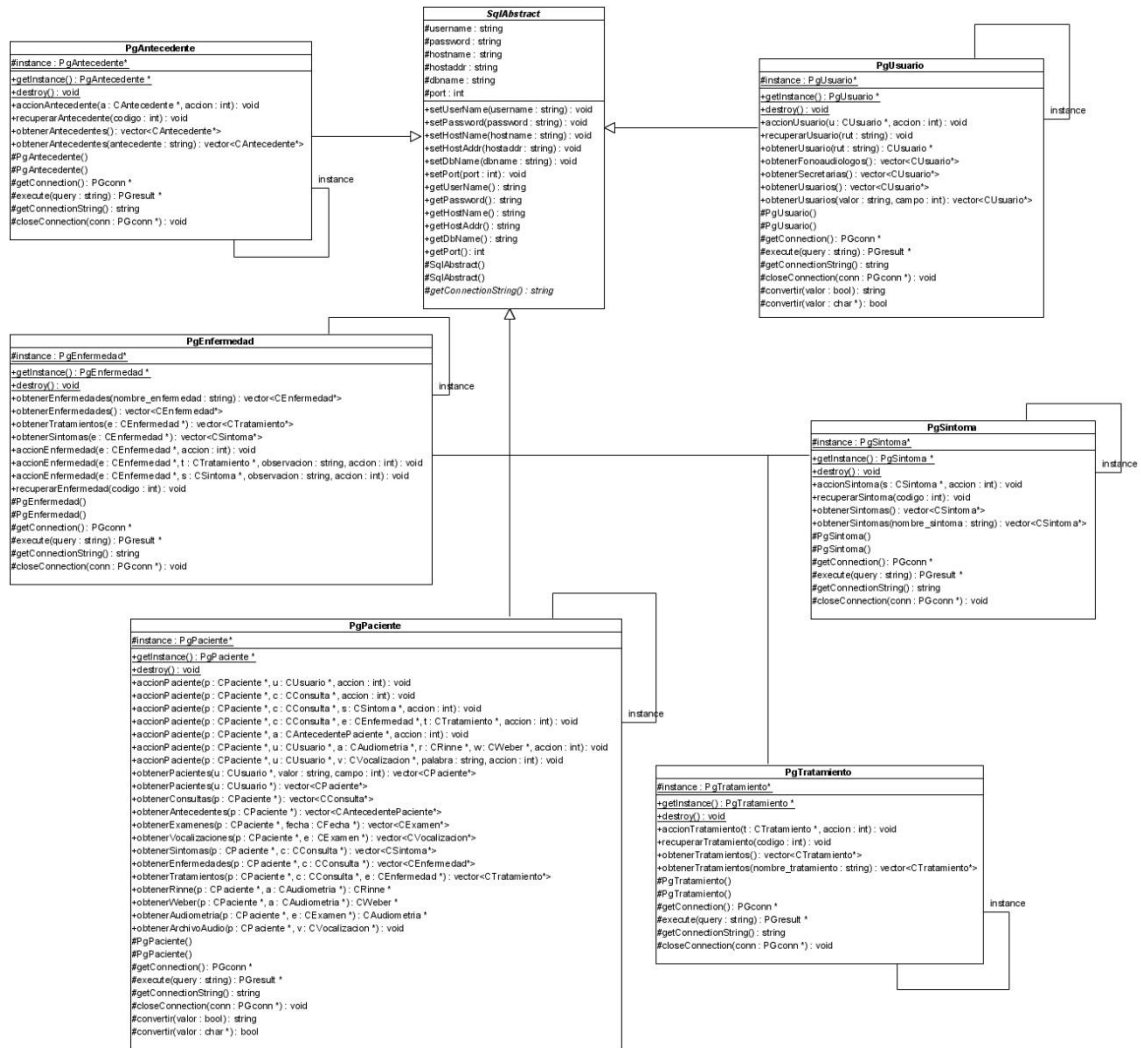 SqlAbstract
#username : string
#password : string
#hostname : string
#hostaddr : string
#dbname : string
#port : int
+setUserName(username : string) : void
+setPassword(password : string) : void
+setHostName(hostname : string) : void
+setHostAddr(hostaddr : string) : void
+setDbName(dbname : string) : void
+setPort(port : int) : void
+getUserName() : string
+getPassword() : string
+getHostName() : string
+getHostAddr() : string
+getDbName() : string
+getPort() : int
#SqlAbstract()
#SqlAbstract()
#getConnectionString() : string
PgAntecedente
#instance : PgAntecedente*
+getInstance() : PgAntecedente *
+destroy() : void
+accionAntecedente(a : CAntecedente *, accion : int) : void
+recuperarAntecedente(codigo : int) : void
+obtenerAntecedentes() : vector<CAntecedente*>
+obtenerAntecedentes(antecedente : string) : vector<CAntecedente*>
#PgAntecedente()
#PgAntecedente()
#getConnection() : PGconn *
#execute(query : string) : PGresult *
#getConnectionString() : string
#closeConnection(conn : PGconn *) : void
instance
PgUsuario
#instance : PgUsuario*
+getInstance() : PgUsuario *
+destroy() : void
+accionUsuario(u : CUsuario *, accion : int) : void
+recuperarUsuario(rut : string) : void
+obtenerUsuario(rut : string) : CUsuario *
+obtenerFonoaudiologos() : vector<CUsuario*>
+obtenerSecretarias() : vector<CUsuario*>
+obtenerUsuarios() : vector<CUsuario*>
+obtenerUsuarios(valor : string, campo : int) : vector<CUsuario*>
#PgUsuario()
#PgUsuario()
#getConnection() : PGconn *
#execute(query : string) : PGresult *
#getConnectionString() : string
#closeConnection(conn : PGconn *) : void
#convertir(valor : bool) : string
#convertir(valor : char *) : bool
instance
PgEnfermedad
#instance : PgEnfermedad*
+getInstance() : PgEnfermedad *
+destroy() : void
+obtenerEnfermedades(nombre_enfermedad : string) : vector<CEnfermedad*>
+obtenerEnfermedades() : vector<CEnfermedad*>
+obtenerTratamientos(e : CEnfermedad *) : vector<CTratamiento*>
+obtenerSintomas(e : CEnfermedad *) : vector<CSintoma*>
+accionEnfermedad(e : CEnfermedad *, accion : int) : void
+accionEnfermedad(e : CEnfermedad *, t : CTratamiento *, observacion : string, accion : int) : void
+accionEnfermedad(e : CEnfermedad *, s : CSintoma *, observacion : string, accion : int) : void
+recuperarEnfermedad(codigo : int) : void
#PgEnfermedad()
#PgEnfermedad()
#getConnection() : PGconn *
#execute(query : string) : PGresult *
#getConnectionString() : string
#closeConnection(conn : PGconn *) : void
instance
PgSintoma
#instance : PgSintoma*
+getInstance() : PgSintoma *
+destroy() : void
+accionSintoma(s : CSintoma *, accion : int) : void
+recuperarSintoma(codigo : int) : void
+obtenerSintomas() : vector<CSintoma*>
+obtenerSintomas(nombre_sintoma : string) : vector<CSintoma*>
#PgSintoma()
#PgSintoma()
#getConnection() : PGconn *
#execute(query : string) : PGresult *
#getConnectionString() : string
#closeConnection(conn : PGconn *) : void
instance
PgPaciente
#instance : PgPaciente*
+getInstance() : PgPaciente *
+destroy() : void
+accionPaciente(p : CPaciente *, u : CUsuario *, accion : int) : void
+accionPaciente(p : CPaciente *, c : CConsulta *, accion : int) : void
+accionPaciente(p : CPaciente *, c : CConsulta *, s : CSintoma *, accion : int) : void
+accionPaciente(p : CPaciente *, c : CConsulta *, e : CEnfermedad *, t : CTratamiento *, accion : int) : void
+accionPaciente(p : CPaciente *, a : CAntecedentePaciente *, accion : int) : void
+accionPaciente(p : CPaciente *, u : CUsuario *, a : CAudiometria *, r : CRinne *, w: CWeber *, accion : int) : void
+accionPaciente(p : CPaciente *, u : CUsuario *, v : CVocalizacion *, palabra : string, accion : int) : void
+obtenerPacientes(u : CUsuario *, valor : string, campo : int) : vector<CPaciente*>
+obtenerPacientes(u : CUsuario *) : vector<CPaciente*>
+obtenerConsultas(p : CPaciente *) : vector<CConsulta*>
+obtenerAntecedentes(p : CPaciente *) : vector<CAntecedentePaciente*>
+obtenerExamenes(p : CPaciente *, fecha : CFecha *) : vector<CExamen*>
+obtenerVocalizaciones(p : CPaciente *, e : CExamen *) : vector<CVocalizacion*>
+obtenerSintomas(p : CPaciente *, c : CConsulta *) : vector<CSintoma*>
+obtenerEnfermedades(p : CPaciente *, c : CConsulta *) : vector<CEnfermedad*>
+obtenerTratamientos(p : CPaciente *, c : CConsulta *, e : CEnfermedad *) : vector<CTratamiento*>
+obtenerRinne(p : CPaciente *, a : CAudiometria *) : CRinne *
+obtenerWeber(p : CPaciente *, a : CAudiometria *) : CWeber *
+obtenerAudiometria(p : CPaciente *, e : CExamen *) : CAudiometria *
+obtenerArchivoAudio(p : CPaciente *, v : CVocalizacion *) : void
#PgPaciente()
#PgPaciente()
#getConnection() : PGconn *
#execute(query : string) : PGresult *
#getConnectionString() : string
#closeConnection(conn : PGconn *) : void
#convertir(valor : bool) : string
#convertir(valor : char *) : bool
instance
PgTratamiento
#instance : PgTratamiento*
+getInstance() : PgTratamiento *
+destroy() : void
+accionTratamiento(t : CTratamiento *, accion : int) : void
+recuperarTratamiento(codigo : int) : void
+obtenerTratamientos() : vector<CTratamiento*>
+obtenerTratamientos(nombre_tratamiento : string) : vector<CTratamiento*>
#PgTratamiento()
#PgTratamiento()
#getConnection() : PGconn *
#execute(query : string) : PGresult *
#getConnectionString() : string
#closeConnection(conn : PGconn *) : void
instance